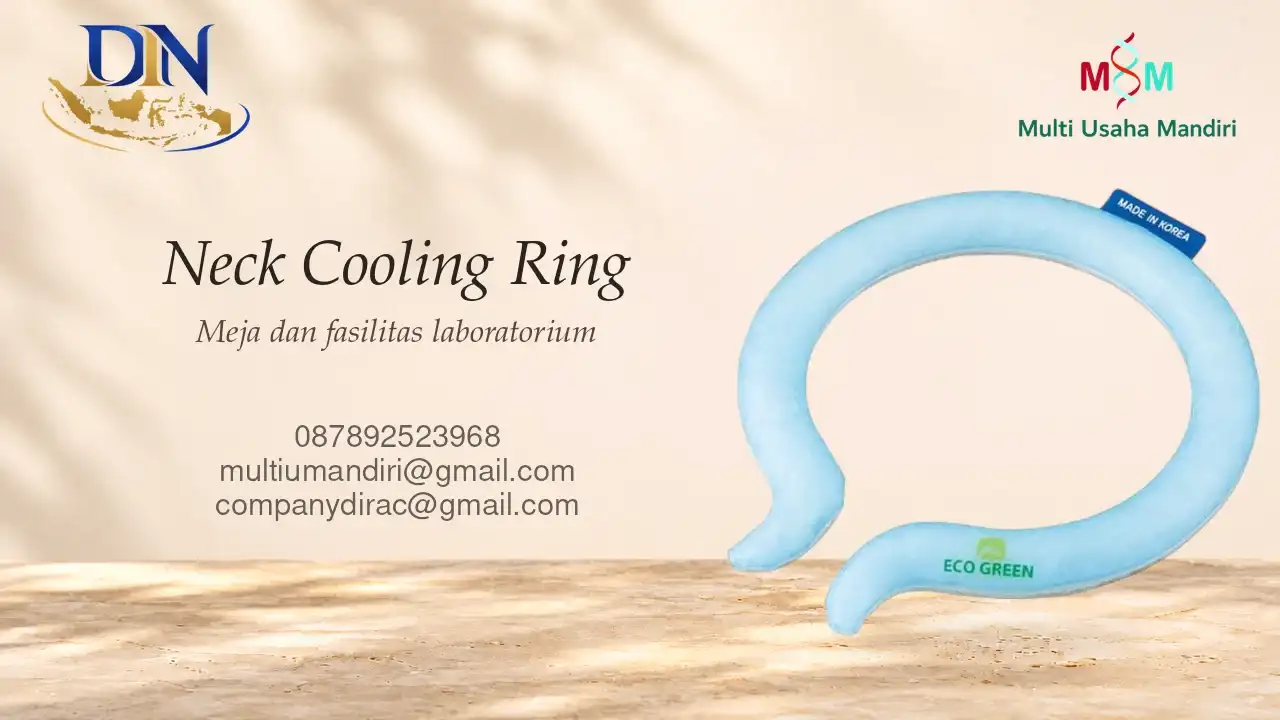 DIN
MSM
Multi Usaha Mandiri
MADE IN KOREA
Neck Cooling Ring
Meja dan fasilitas laboratorium
087892523968
multiumandiri@gmail.com
companydirac@gmail.com
ECO GREEN